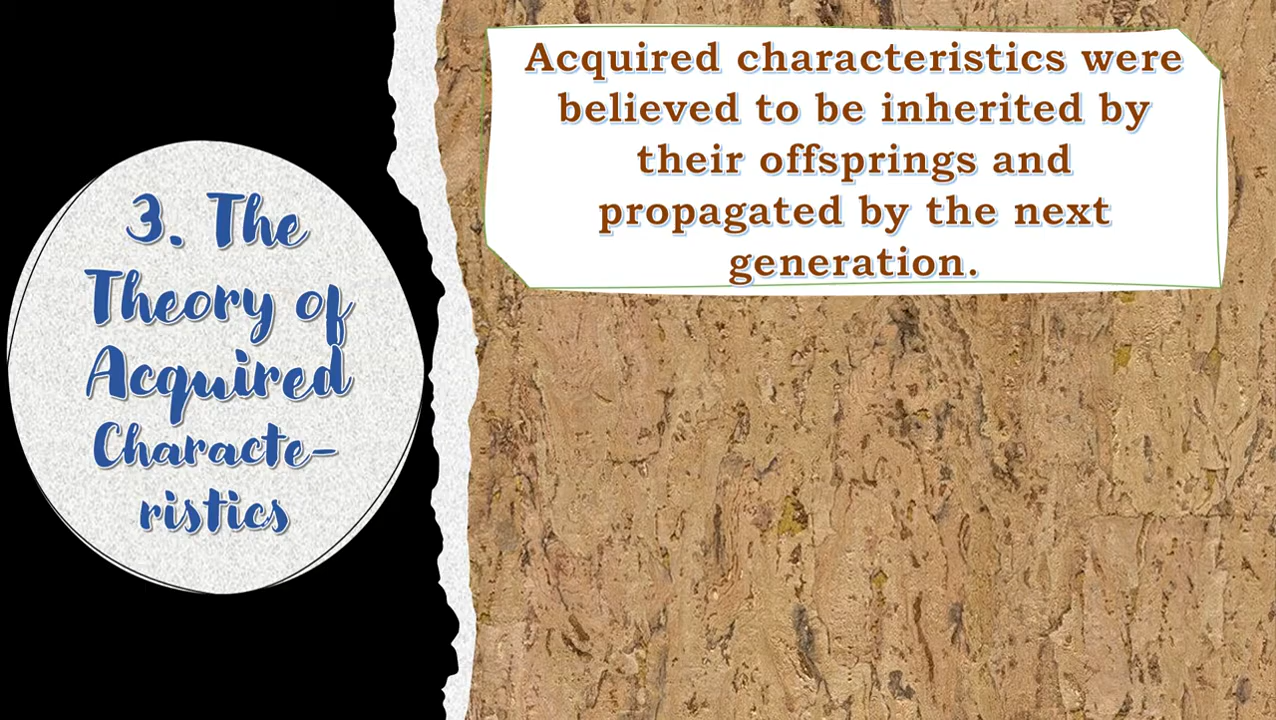 3. The
Theory of
Acquired
Characte-
ristics
Acquired characteristics were
believed to be inherited by
their offsprings and
propagated by the next
generation.